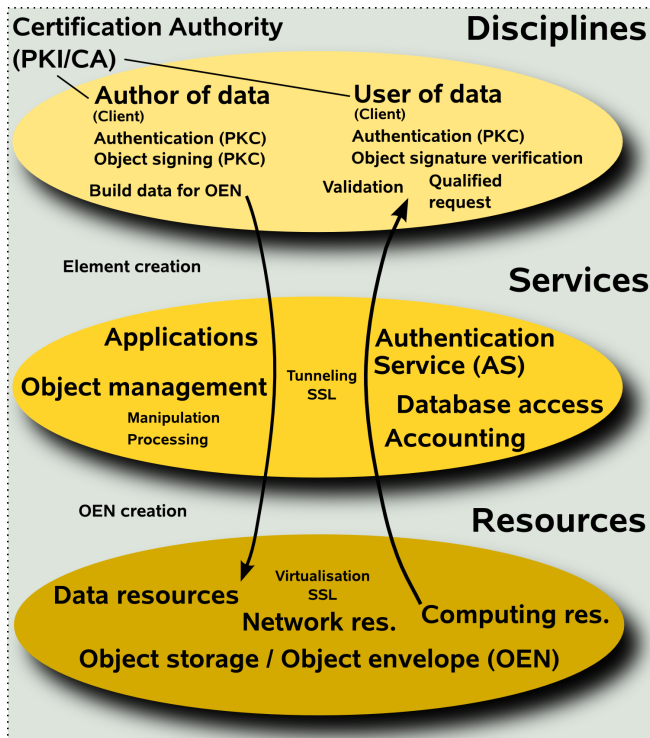 Certification Authority
(PKI/CA)
Disciplines
Author of data
(Client)
Authentication (PKC)
Object signing (PKC)
Build data for OEN
User of data
(Client)
Authentication (PKC)
Object signature verification
Validation
Qualified
request
Element creation
Services
Applications
Object management
Manipulation
Processing
Tunneling
SSL
Authentication
Service (AS)
Database access
Accounting
OEN creation
Resources
Virtualisation
SSL
Data resources
Network res.
Computing res.
Object storage / Object envelope (OEN)